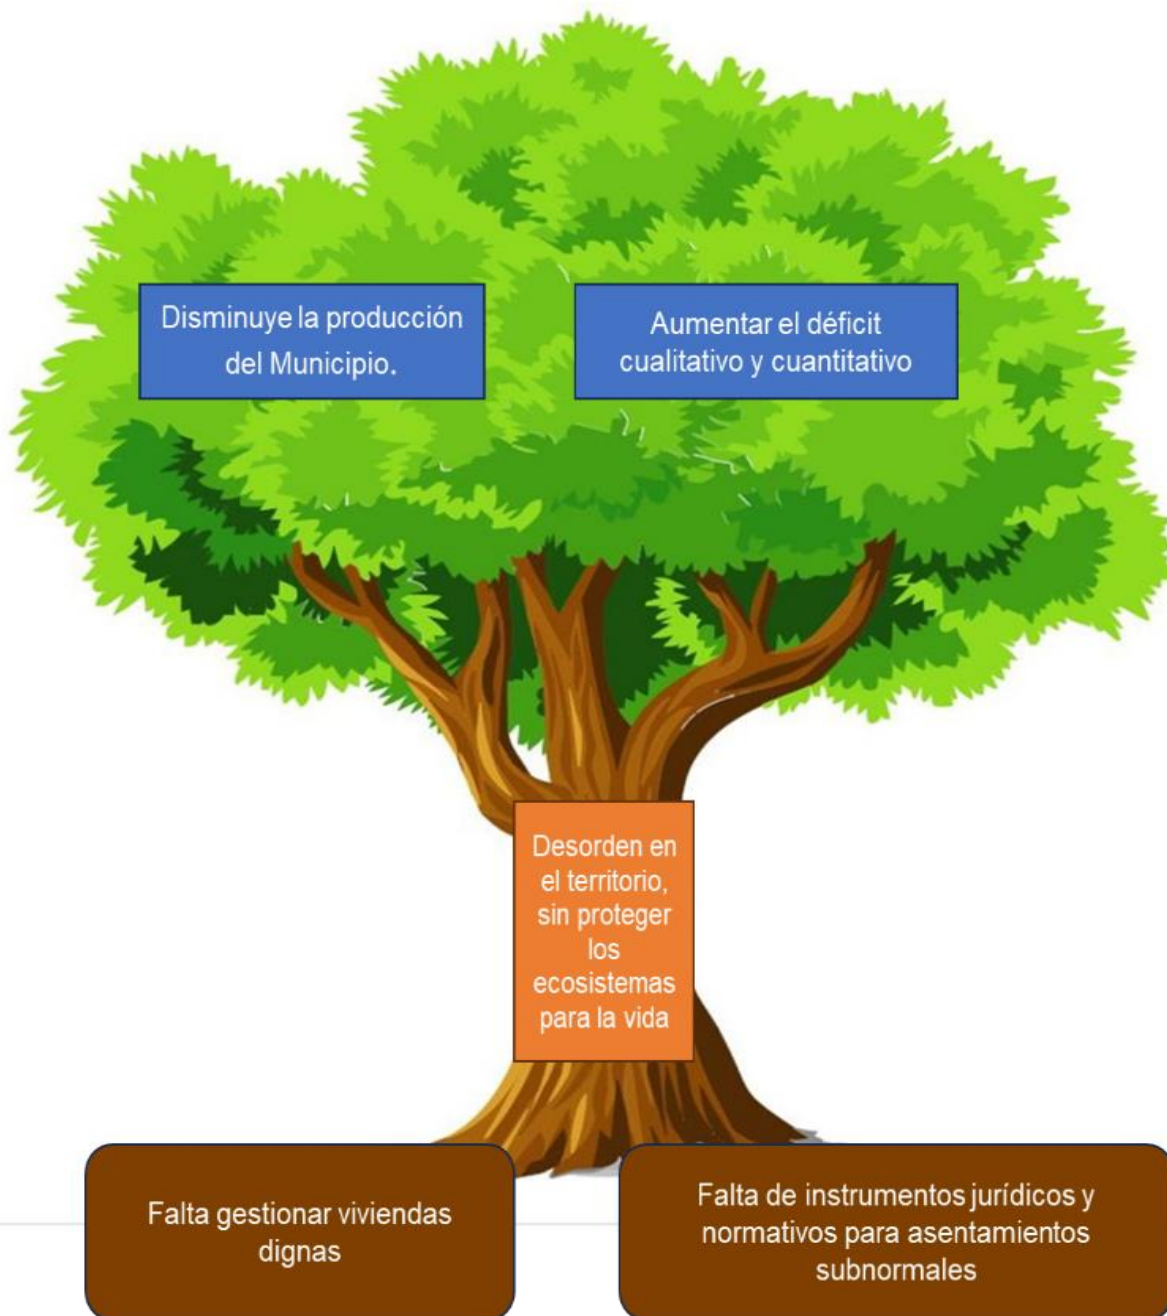 Disminuye la producción
del Municipio.
Aumentar el déficit
cualitativo y cuantitativo
Desorden en
el territorio,
sin proteger
los
ecosistemas
para la vida
Falta gestionar viviendas
dignas
Falta de instrumentos jurídicos y
normativos para asentamientos
subnormales